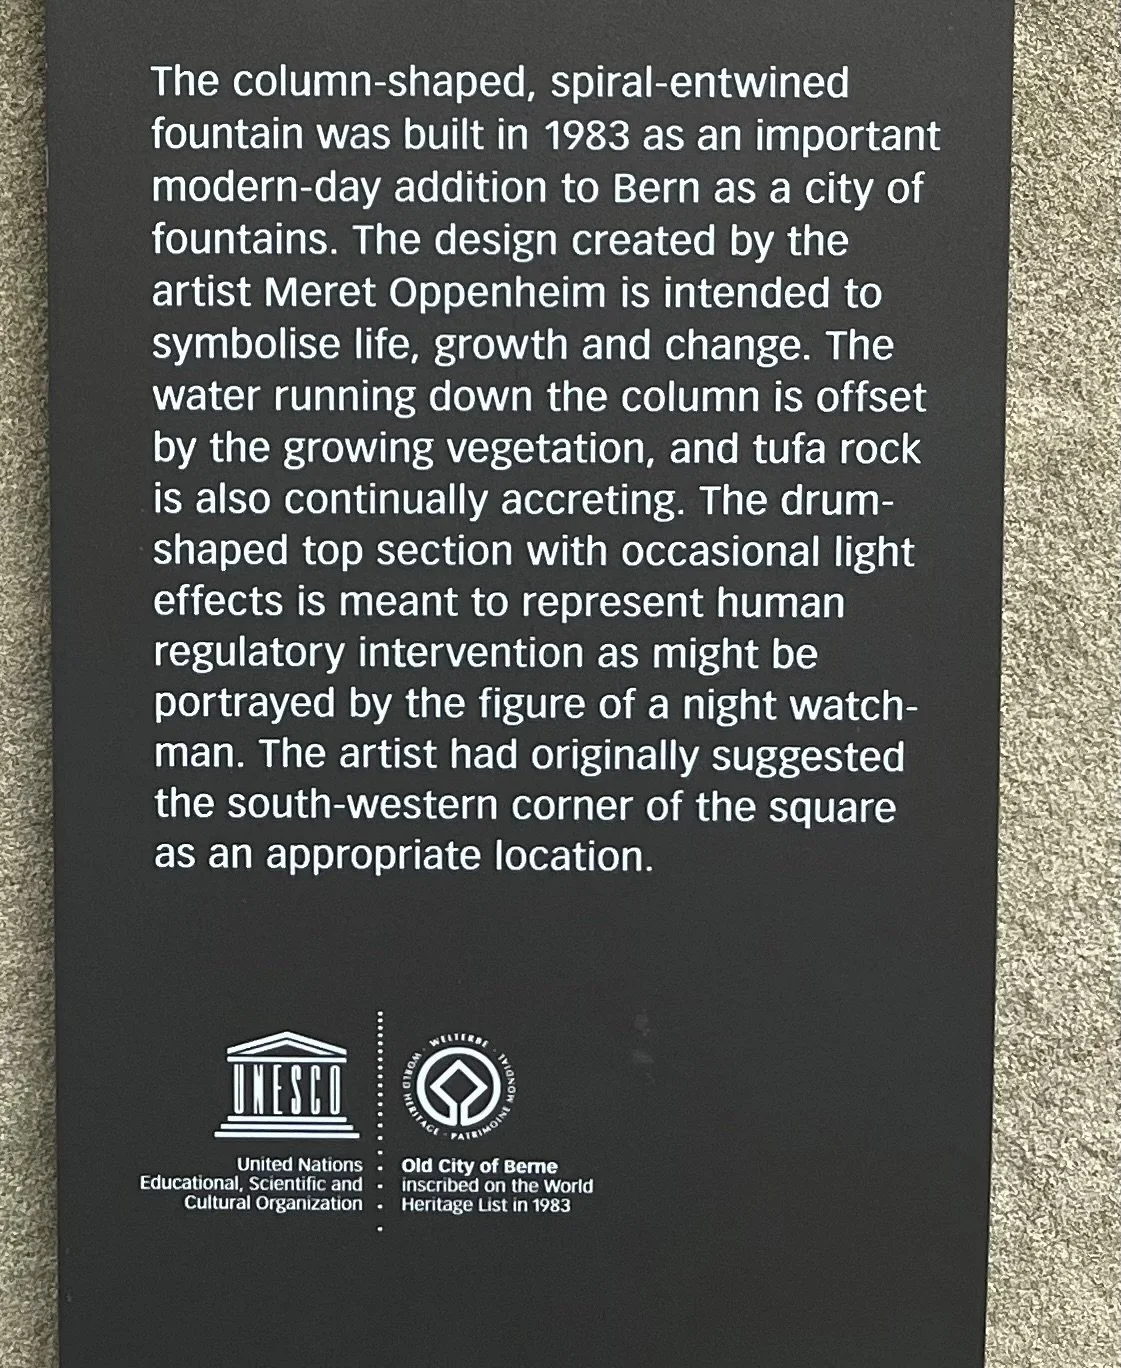 The column-shaped, spiral-entwined
fountain was built in 1983 as an important
modern-day addition to Bern as a city of
fountains. The design created by the
artist Meret Oppenheim is intended to
symbolise life, growth and change. The
water running down the column is offset
by the growing vegetation, and tufa rock
is also continually accreting. The drum-
shaped top section with occasional light
effects is meant to represent human
regulatory intervention as might be
portrayed by the figure of a night watch-
man. The artist had originally suggested
the south-western corner of the square
as an appropriate location.
UNESCO
United Nations
Educational, Scientific and
Cultural Organization
WORLD HERITAGE · WELTERBE · PATRIMOINE MONDIAL
Old City of Berne
inscribed on the World
Heritage List in 1983